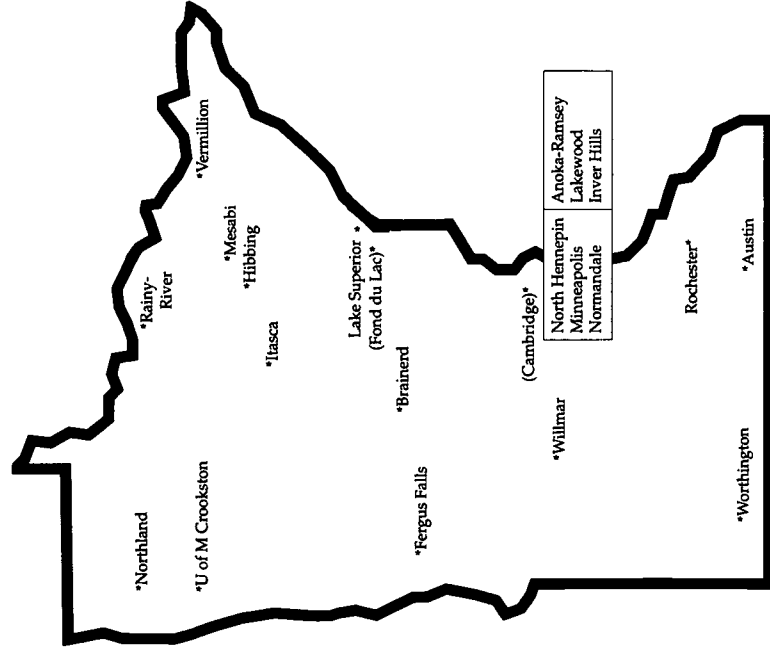 *Northland
*Rainy-
River
*U of M Crookston
*Vermillion
*Mesabi
*Hibbing
*Itasca
Lake Superior *
(Fond du Lac)*
*Brainerd
*Fergus Falls
(Cambridge)*
*Willmar
North Hennepin
Minneapolis
Normandale
Anoka-Ramsey
Lakewood
Inver Hills
Rochester*
*Worthington
*Austin